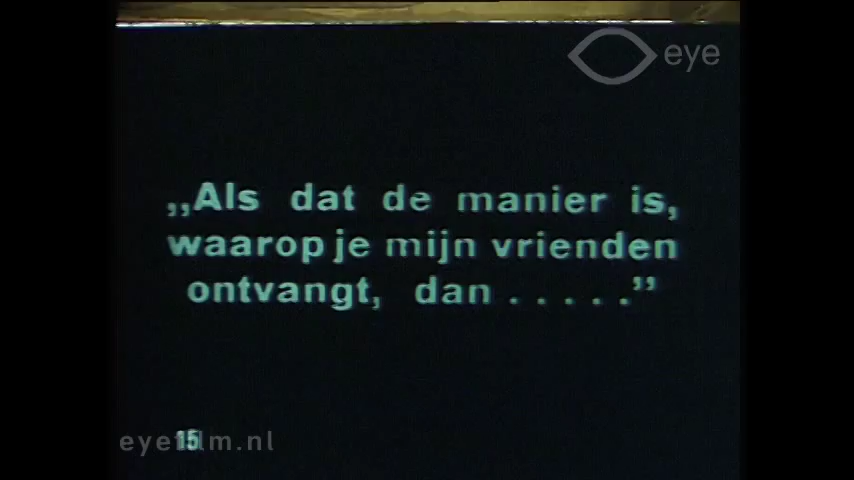 eye
„Als dat de manier is,
waarop je mijn vrienden
ontvangt, dan . . . . .”
eyefilm.nl
15